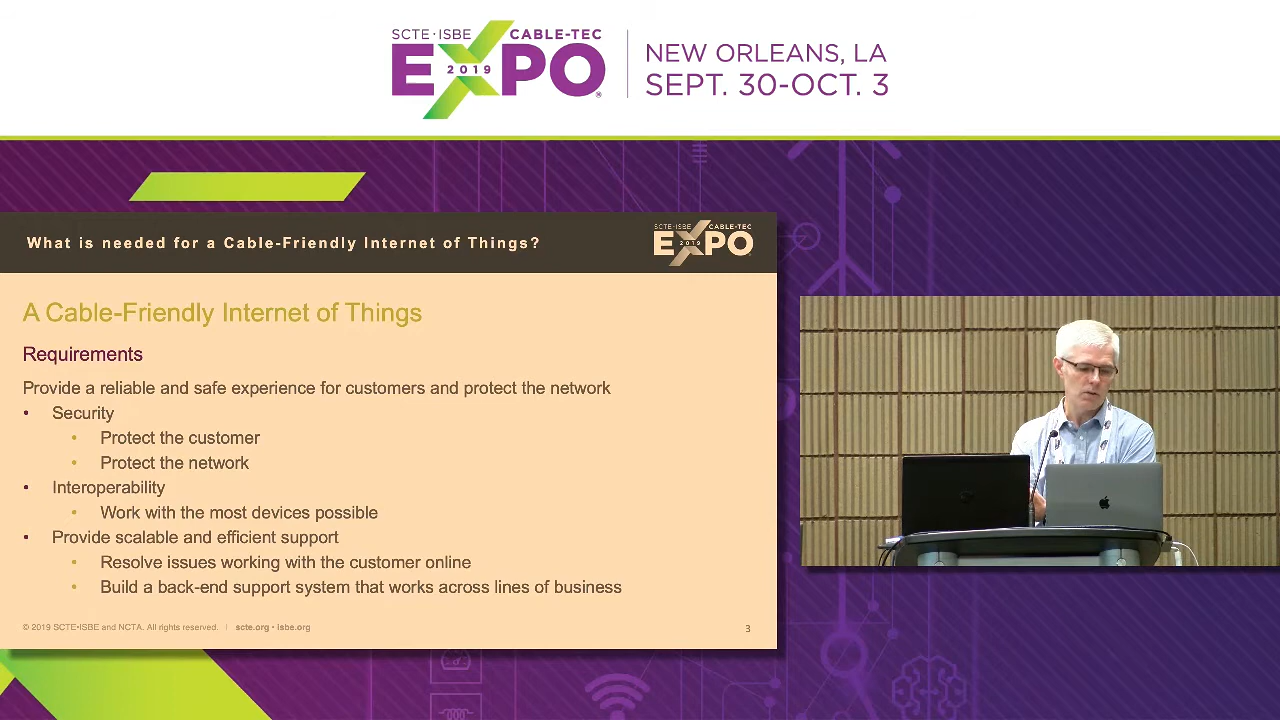 SCTE•ISBE CABLE-TEC
EXPO
2019
NEW ORLEANS, LA
SEPT. 30-OCT. 3
What is needed for a Cable-Friendly Internet of Things?
SCTE•ISBE CABLE-TEC
EXPO
2019
A Cable-Friendly Internet of Things
Requirements
Provide a reliable and safe experience for customers and protect the network
• Security
• Protect the customer
• Protect the network
• Interoperability
• Work with the most devices possible
• Provide scalable and efficient support
• Resolve issues working with the customer online
• Build a back-end support system that works across lines of business
© 2019 SCTE•ISBE and NCTA. All rights reserved. | scte.org • isbe.org
3